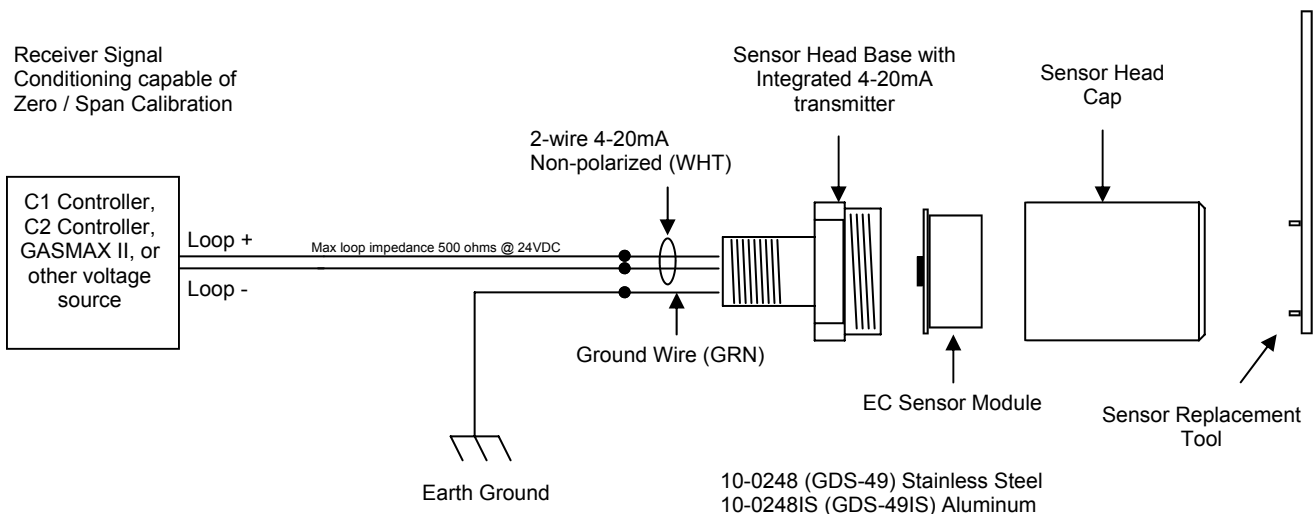 Receiver Signal
Conditioning capable of
Zero / Span Calibration
C1 Controller,
C2 Controller,
GASMAX II, or
other voltage
source
Loop +
Loop -
Max loop impedance 500 ohms @ 24VDC
2-wire 4-20mA
Non-polarized (WHT)
Ground Wire (GRN)
Earth Ground
Sensor Head Base with
Integrated 4-20mA
transmitter
EC Sensor Module
Sensor Head
Cap
Sensor Replacement
Tool
10-0248 (GDS-49) Stainless Steel
10-0248IS (GDS-49IS) Aluminum